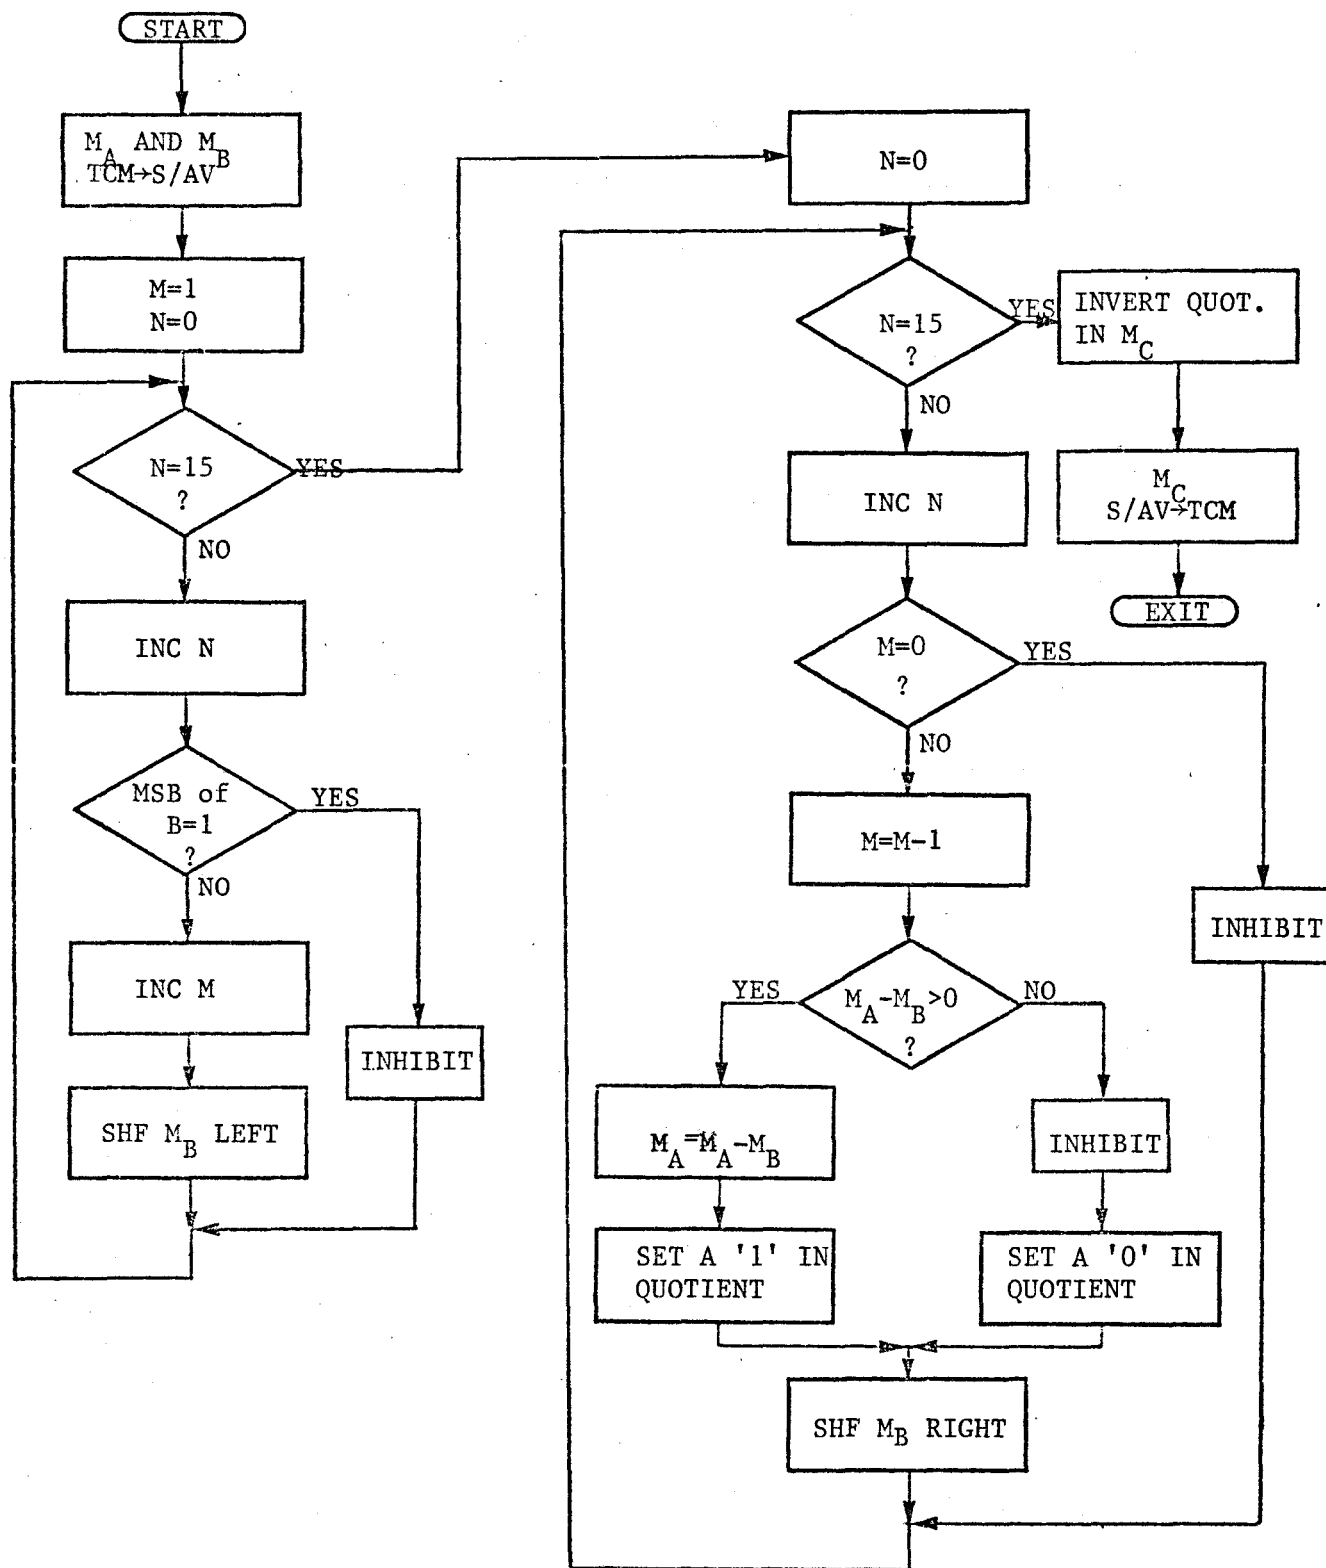 START
M_A AND M_B
TCM→S/AV
M=1
N=0
N=15
?
YES
NO
INC N
MSB of
B=1
?
YES
NO
INC M
INHIBIT
SHF M_B LEFT
N=0
N=15
?
YES
INVERT QUOT.
IN M_C
NO
M_C
S/AV→TCM
EXIT
INC N
M=0
?
YES
NO
M=M-1
INHIBIT
M_A-M_B>0
?
YES
NO
M_A=M_A-M_B
INHIBIT
SET A '1' IN
QUOTIENT
SET A '0' IN
QUOTIENT
SHF M_B RIGHT